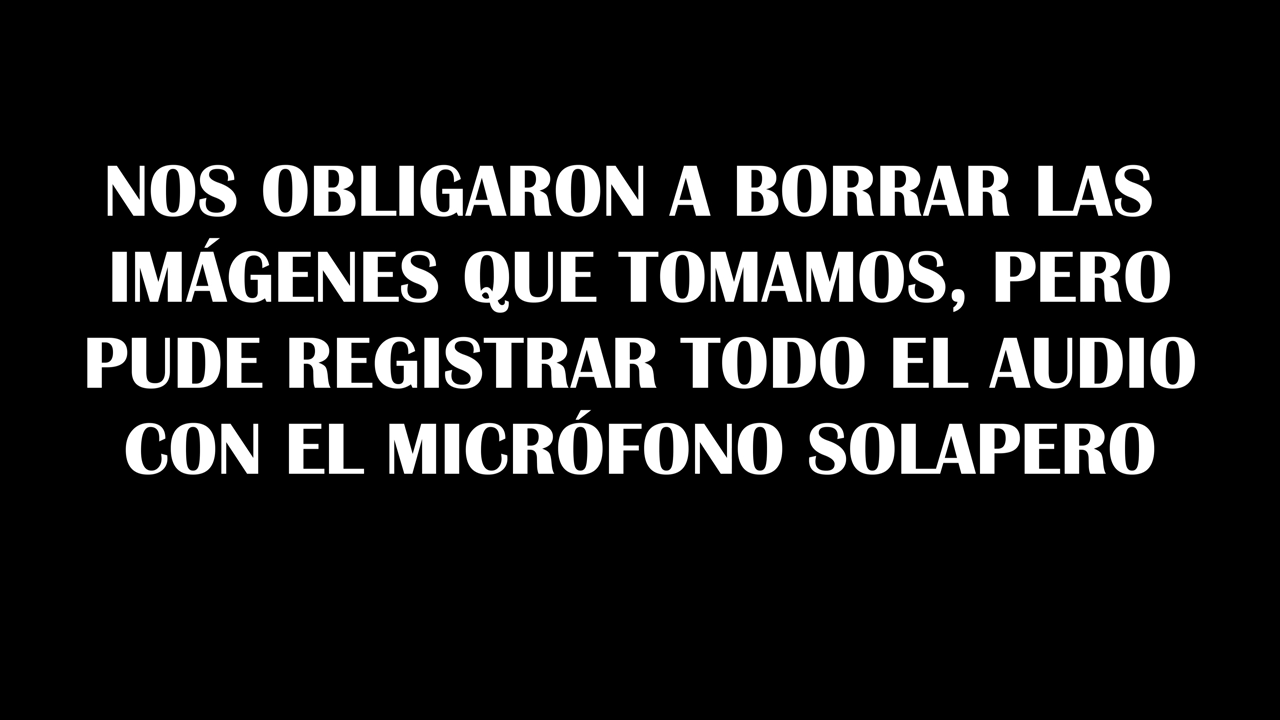 NOS OBLIGARON A BORRAR LAS
IMÁGENES QUE TOMAMOS, PERO
PUDE REGISTRAR TODO EL AUDIO
CON EL MICRÓFONO SOLAPERO